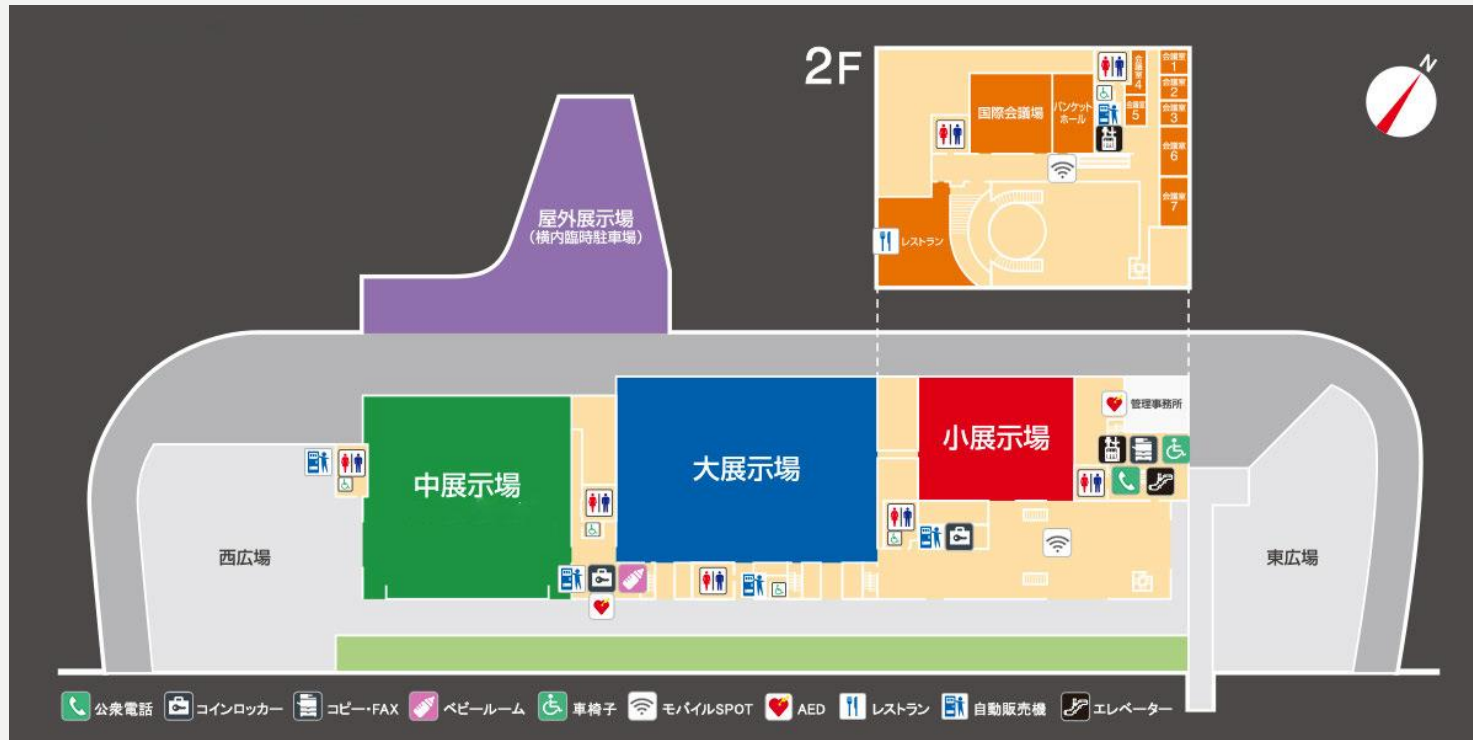 2F
N
会議室
4
会議室
1
会議室
2
国際会議場
バンケット
ホール
会議室
5
会議室
3
会議室
6
会議室
7
レストラン
屋外展示場
(横内臨時駐車場)
管理事務所
小展示場
大展示場
中展示場
西広場
東広場
公衆電話
コインロッカー
コピー・FAX
ベビールーム
車椅子
モバイルSPOT
AED
レストラン
自動販売機
エレベーター